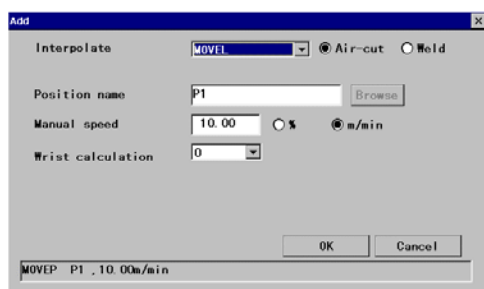 Add
Interpolate MOVEL Air-cut Weld
Position name P1 Browse
Manual speed 10.00 % m/min
Wrist calculation 0
OK Cancel
MOVEP P1 ,10.00m/min